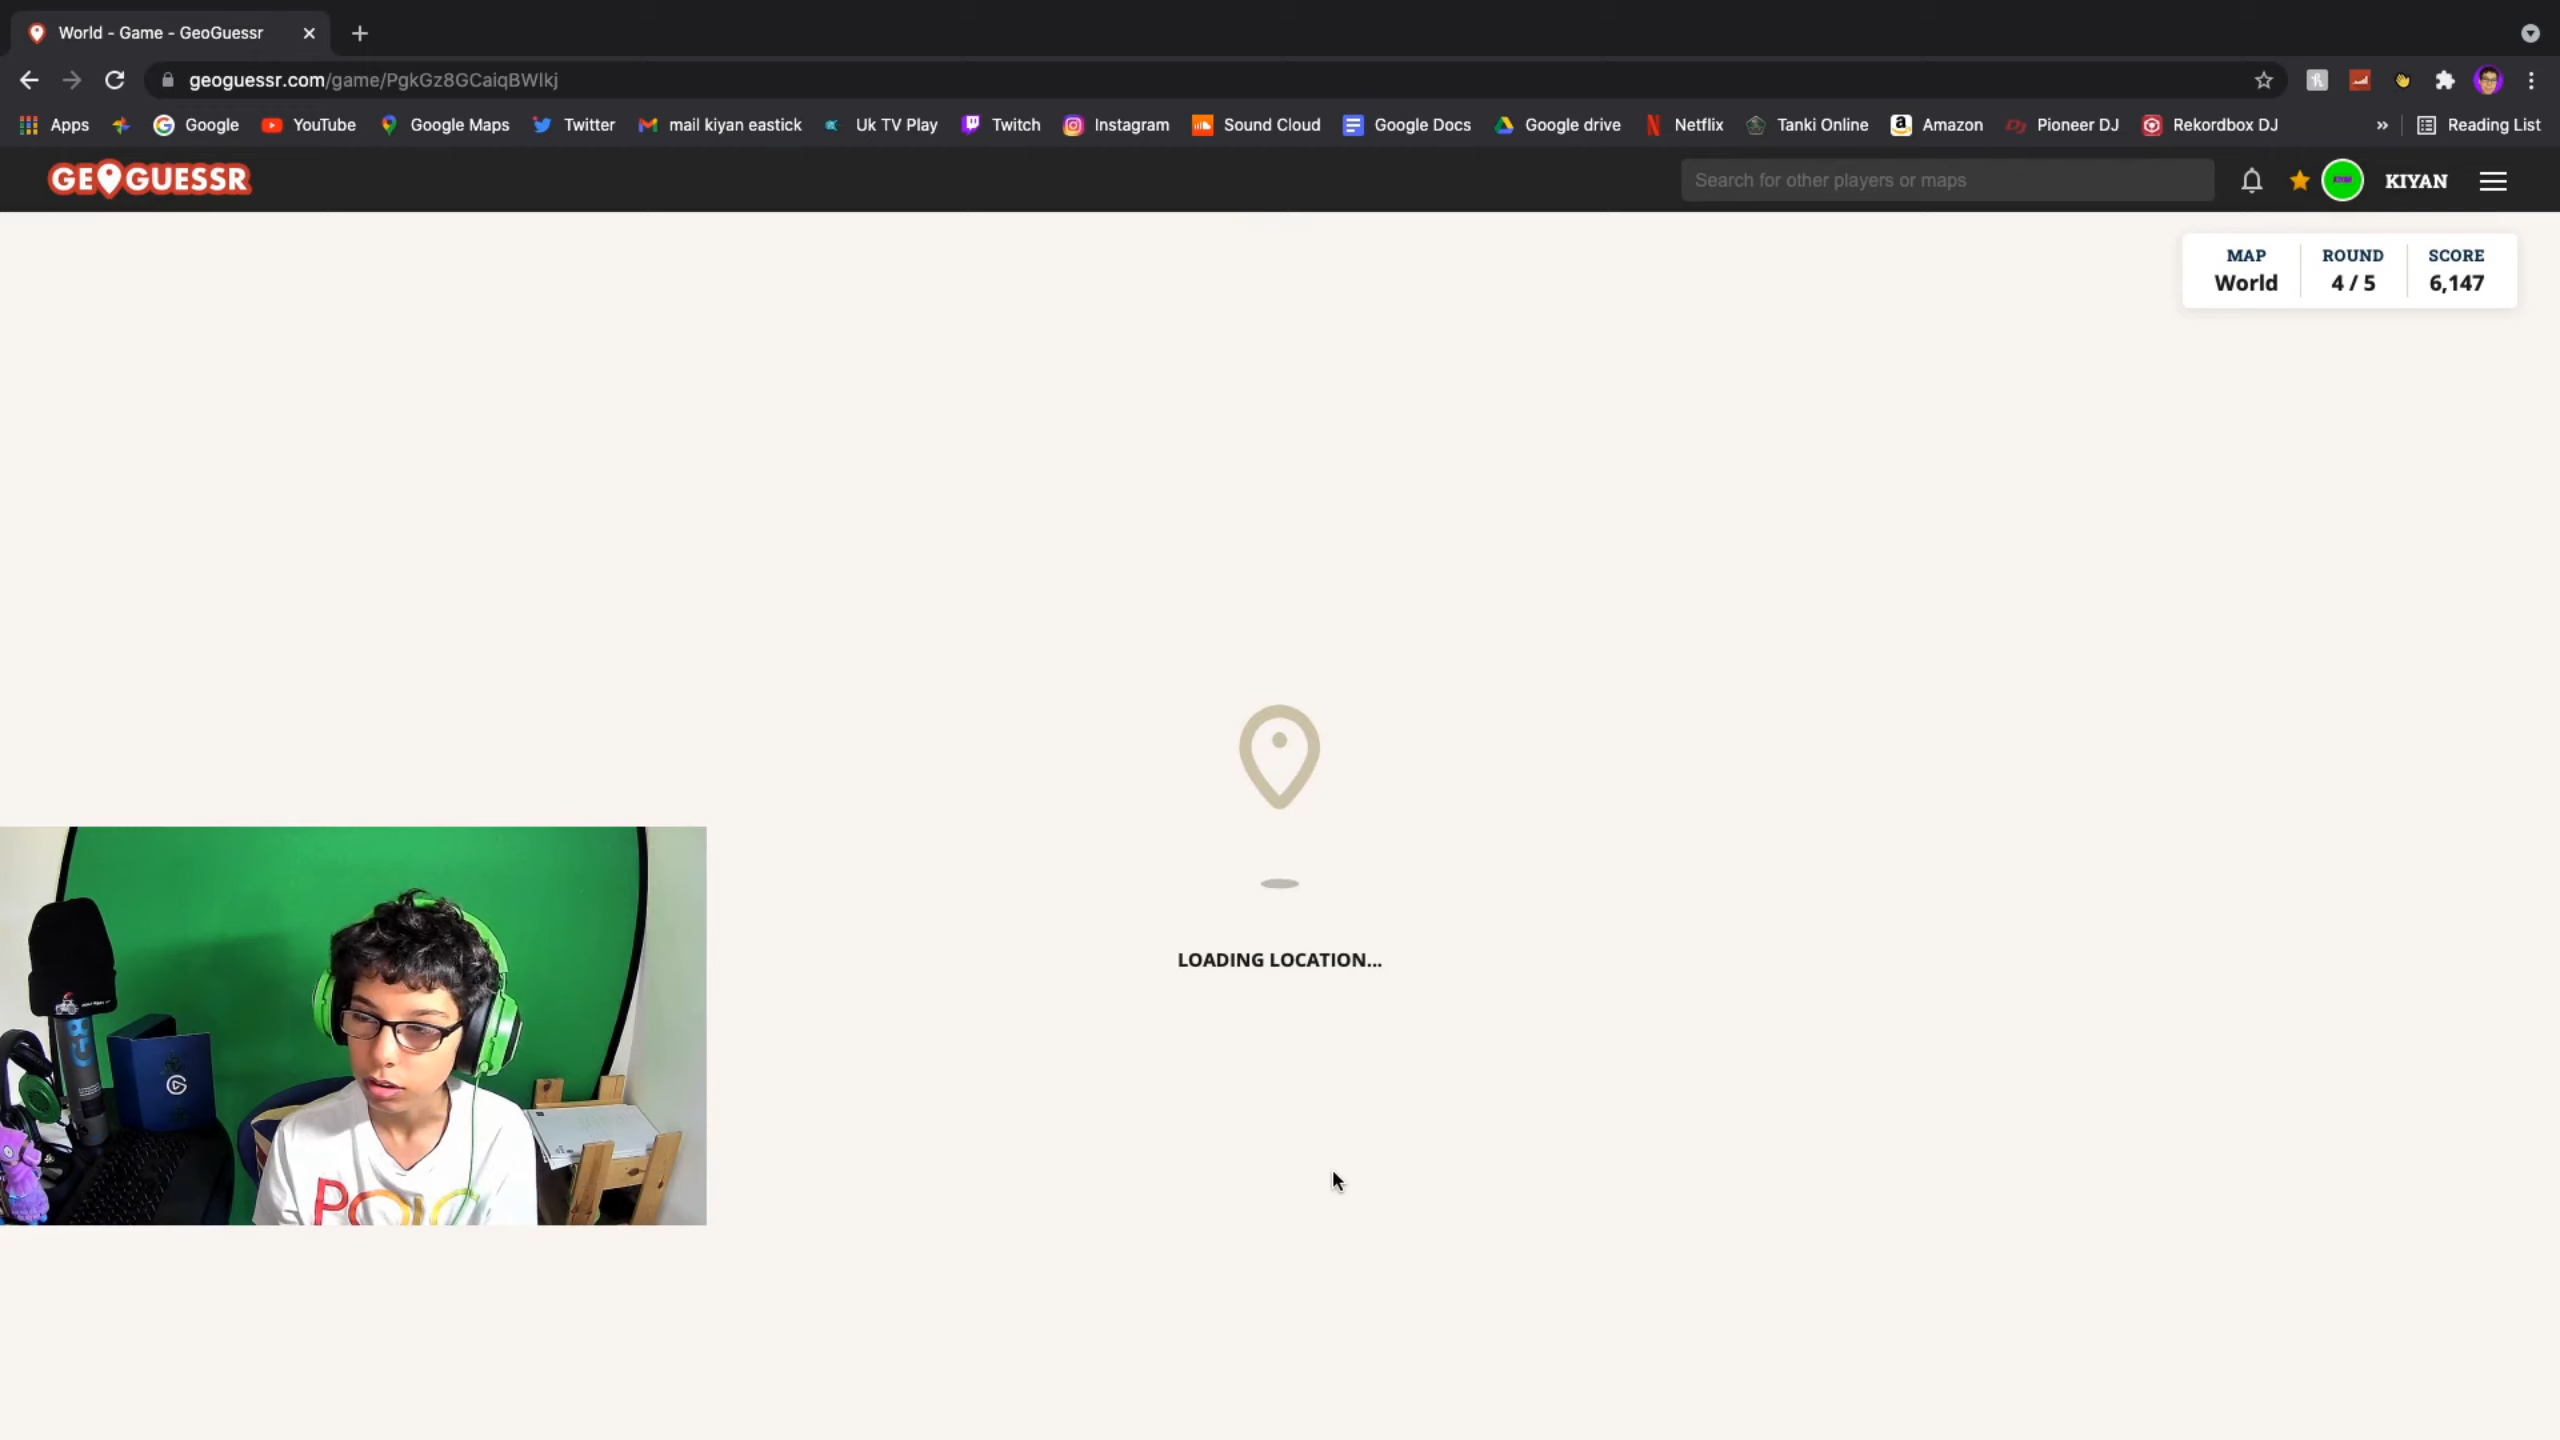 World - Game - GeoGuessr
geoguessr.com/game/PgkGz8GCaiqBWlkj
Apps Google YouTube Google Maps Twitter mail kiyan eastick Uk TV Play Twitch Instagram Sound Cloud Google Docs Google drive Netflix Tanki Online Amazon Pioneer DJ Rekordbox DJ » Reading List
GEOGUESSR Search for other players or maps KIYAN
MAP ROUND SCORE
World 4 / 5 6,147
LOADING LOCATION...
POLO